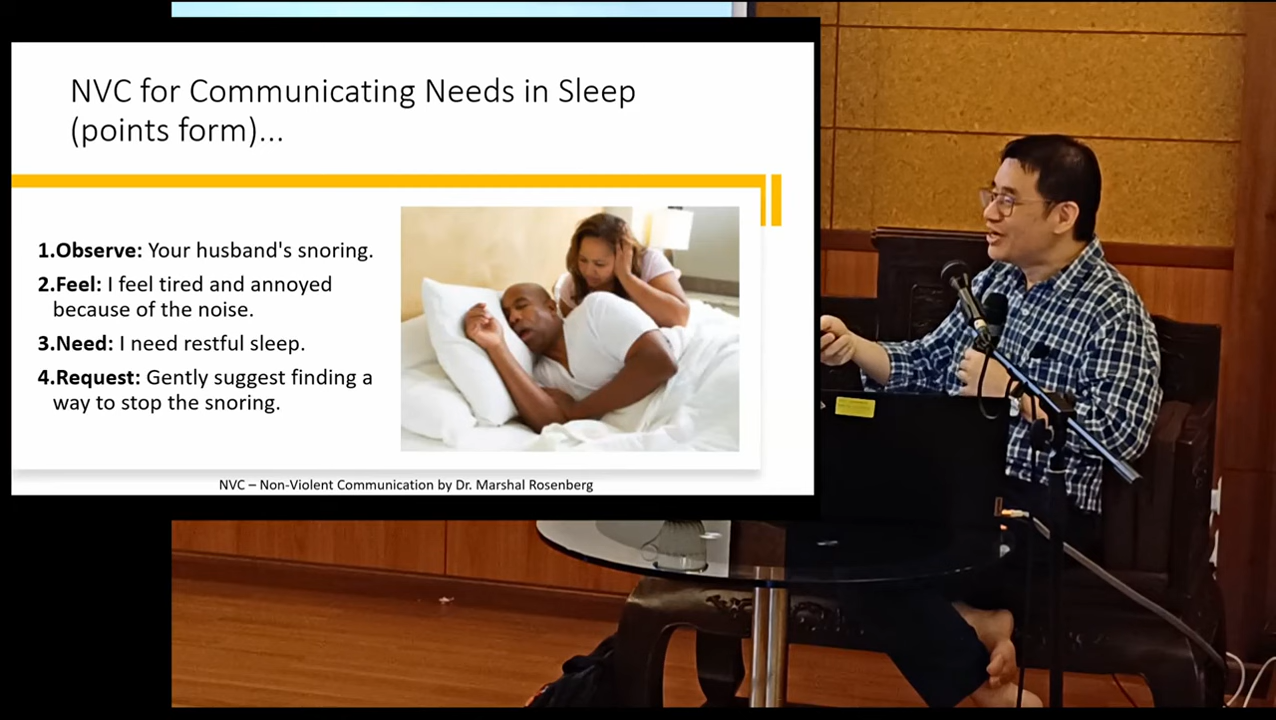 NVC for Communicating Needs in Sleep
(points form)...
1.Observe: Your husband's snoring.
2.Feel: I feel tired and annoyed
because of the noise.
3.Need: I need restful sleep.
4.Request: Gently suggest finding a
way to stop the snoring.
NVC – Non-Violent Communication by Dr. Marshal Rosenberg